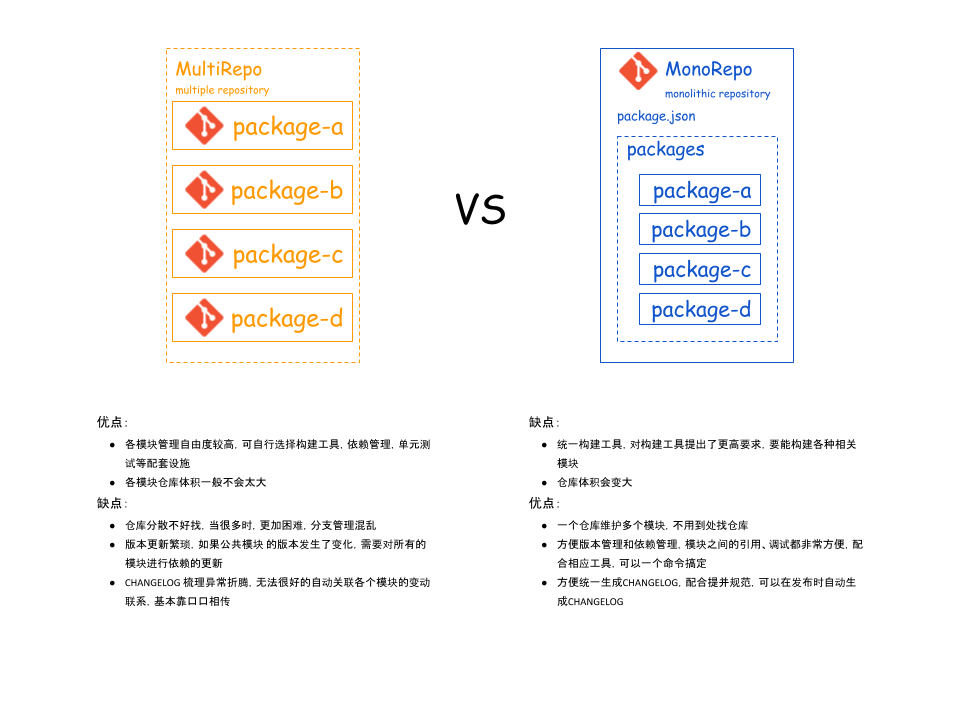 MultiRepo
multiple repository
package-a
package-b
package-c
package-d
VS
MonoRepo
monolithic repository
package.json
packages
package-a
package-b
package-c
package-d
优点：
● 各模块管理自由度较高, 可自行选择构建工具, 依赖管理, 单元测
试等配套设施
● 各模块仓库体积一般不会太大
缺点：
● 仓库分散不好找, 当很多时, 更加困难, 分支管理混乱
● 版本更新繁琐, 如果公共模块 的版本发生了变化, 需要对所有的
模块进行依赖的更新
● CHANGELOG 梳理异常折腾, 无法很好的自动关联各个模块的变动
联系, 基本靠口口相传
缺点：
● 统一构建工具, 对构建工具提出了更高要求, 要能构建各种相关
模块
● 仓库体积会变大
优点：
● 一个仓库维护多个模块, 不用到处找仓库
● 方便版本管理和依赖管理, 模块之间的引用、调试都非常方便, 配
合相应工具, 可以一个命令搞定
● 方便统一生成CHANGELOG, 配合提并规范, 可以在发布时自动生
成CHANGELOG